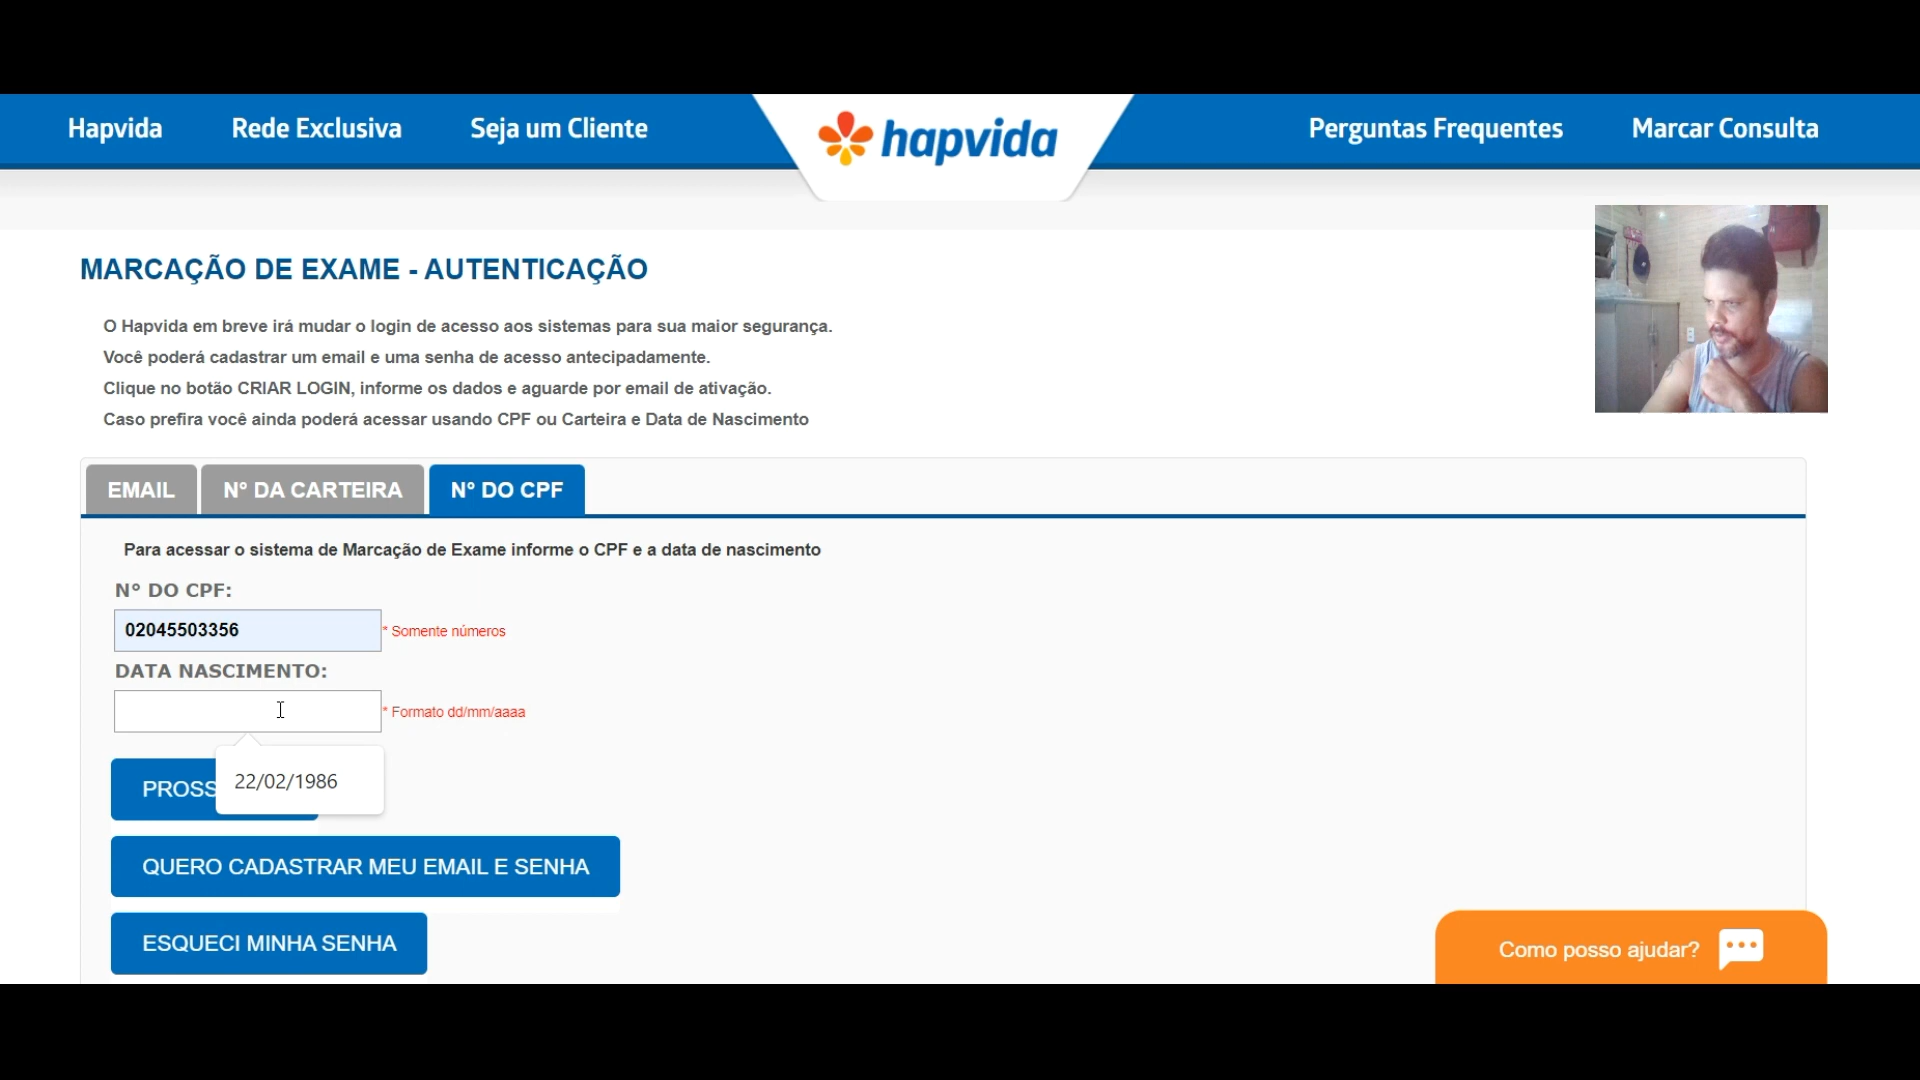 Hapvida
Rede Exclusiva
Seja um Cliente
hapvida
Perguntas Frequentes
Marcar Consulta
MARCAÇÃO DE EXAME - AUTENTICAÇÃO
O Hapvida em breve irá mudar o login de acesso aos sistemas para sua maior segurança.
Você poderá cadastrar um email e uma senha de acesso antecipadamente.
Clique no botão CRIAR LOGIN, informe os dados e aguarde por email de ativação.
Caso prefira você ainda poderá acessar usando CPF ou Carteira e Data de Nascimento
EMAIL
Nº DA CARTEIRA
Nº DO CPF
Para acessar o sistema de Marcação de Exame informe o CPF e a data de nascimento
Nº DO CPF:
02045503356
* Somente números
DATA NASCIMENTO:
* Formato dd/mm/aaaa
22/02/1986
PROSS
QUERO CADASTRAR MEU EMAIL E SENHA
ESQUECI MINHA SENHA
Como posso ajudar?